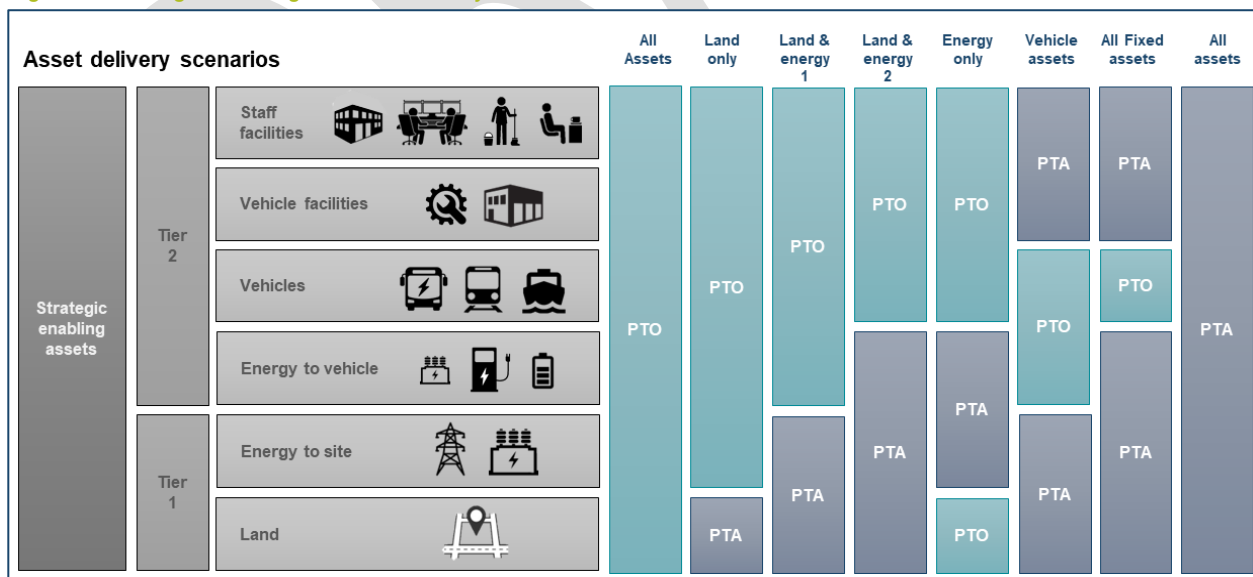 Asset delivery scenarios
All
Assets
Land
only
Land &
energy
1
Land &
energy
2
Energy
only
Vehicle
assets
All Fixed
assets
All
assets
Strategic
enabling
assets
Tier
2
Tier
1
Staff
facilities
Vehicle facilities
Vehicles
Energy to vehicle
Energy to site
Land
PTO
PTO
PTA
PTO
PTA
PTO
PTA
PTO
PTA
PTO
PTA
PTO
PTA
PTA
PTO
PTA
PTA